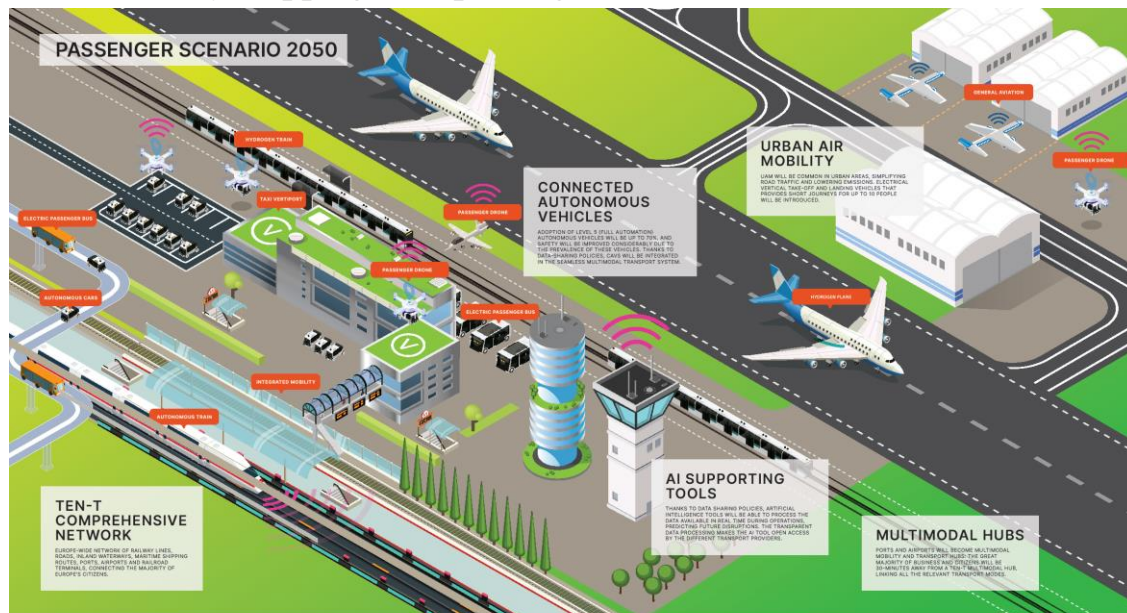 PASSENGER SCENARIO 2050
HYDROGEN TRAIN
TAXI VERTIPORT
ELECTRIC PASSENGER BUS
AUTONOMOUS CARS
PASSENGER DRONE
PASSENGER DRONE
ELECTRIC PASSENGER BUS
INTEGRATED MOBILITY
AUTONOMOUS TRAIN
CONNECTED
AUTONOMOUS
VEHICLES
ADOPTION OF LEVEL 5 (FULL AUTOMATION)
AUTONOMOUS VEHICLES WILL BE UP TO 70%, AND
SAFETY WILL BE IMPROVED CONSIDERABLY DUE TO
THE PREVALENCE OF THESE VEHICLES. THANKS TO
DATA-SHARING POLICIES, CAVS WILL BE INTEGRATED
IN THE SEAMLESS MULTIMODAL TRANSPORT SYSTEM.
URBAN AIR
MOBILITY
UAM WILL BE COMMON IN URBAN AREAS, SIMPLIFYING
ROAD TRAFFIC AND LOWERING EMISSIONS. ELECTRICAL
VERTICAL TAKE-OFF AND LANDING VEHICLES THAT
PROVIDES SHORT JOURNEYS FOR UP TO 10 PEOPLE
WILL BE INTRODUCED.
GENERAL AVIATION
PASSENGER DRONE
HYDROGEN PLANE
V
V
TEN-T
COMPREHENSIVE
NETWORK
EUROPE-WIDE NETWORK OF RAILWAY LINES,
ROADS, INLAND WATERWAYS, MARITIME SHIPPING
ROUTES, PORTS, AIRPORTS AND RAILROAD
TERMINALS, CONNECTING THE MAJORITY OF
EUROPE'S CITIZENS.
AI SUPPORTING
TOOLS
THANKS TO DATA SHARING POLICIES, ARTIFICIAL
INTELLIGENCE TOOLS WILL BE ABLE TO PROCESS THE
DATA AVAILABLE IN REAL TIME DURING OPERATIONS,
PREDICTING FUTURE DISRUPTIONS. THE TRANSPARENT
DATA PROCESSING MAKES THE AI TOOL OPEN ACCESS
BY THE DIFFERENT TRANSPORT PROVIDERS.
MULTIMODAL HUBS
PORTS AND AIRPORTS WILL BECOME MULTIMODAL
MOBILITY AND TRANSPORT HUBS: THE GREAT
MAJORITY OF BUSINESS AND CITIZENS WILL BE
30-MINUTES AWAY FROM A TEN-T MULTIMODAL HUB,
LINKING ALL THE RELEVANT TRANSPORT MODES.